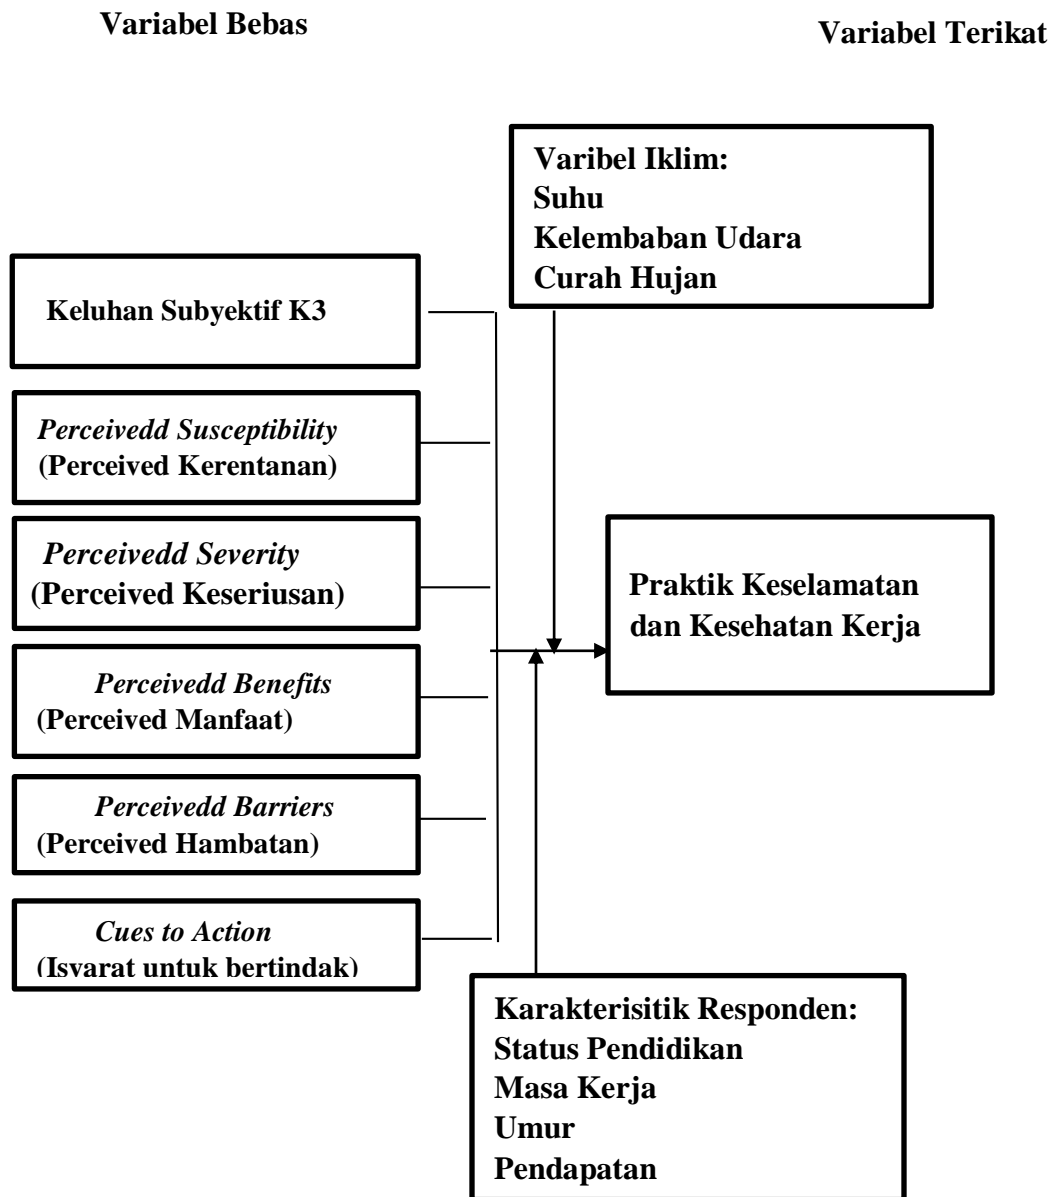 Variabel Bebas
Variabel Terikat
Varibel Iklim:
Suhu
Kelembaban Udara
Curah Hujan
Keluhan Subyektif K3
Perceivedd Susceptibility
(Perceived Kerentanan)
Perceivedd Severity
(Perceived Keseriusan)
Praktik Keselamatan
dan Kesehatan Kerja
Perceivedd Benefits
(Perceived Manfaat)
Perceivedd Barriers
(Perceived Hambatan)
Cues to Action
(Isyarat untuk bertindak)
Karakterisitik Responden:
Status Pendidikan
Masa Kerja
Umur
Pendapatan